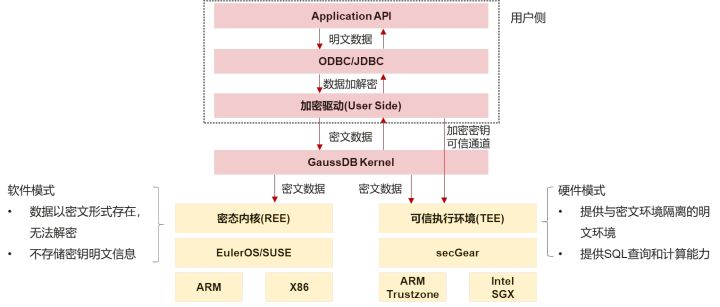 Application API
用户侧
明文数据
ODBC/JDBC
数据加解密
加密驱动(User Side)
密文数据
加密密钥
可信通道
GaussDB Kernel
密文数据
密文数据
软件模式
• 数据以密文形式存在，
无法解密
• 不存储密钥明文信息
密态内核(REE)
可信执行环境(TEE)
EulerOS/SUSE
secGear
ARM
X86
ARM
Trustzone
Intel
SGX
硬件模式
• 提供与密文环境隔离的明
文环境
• 提供SQL查询和计算能力